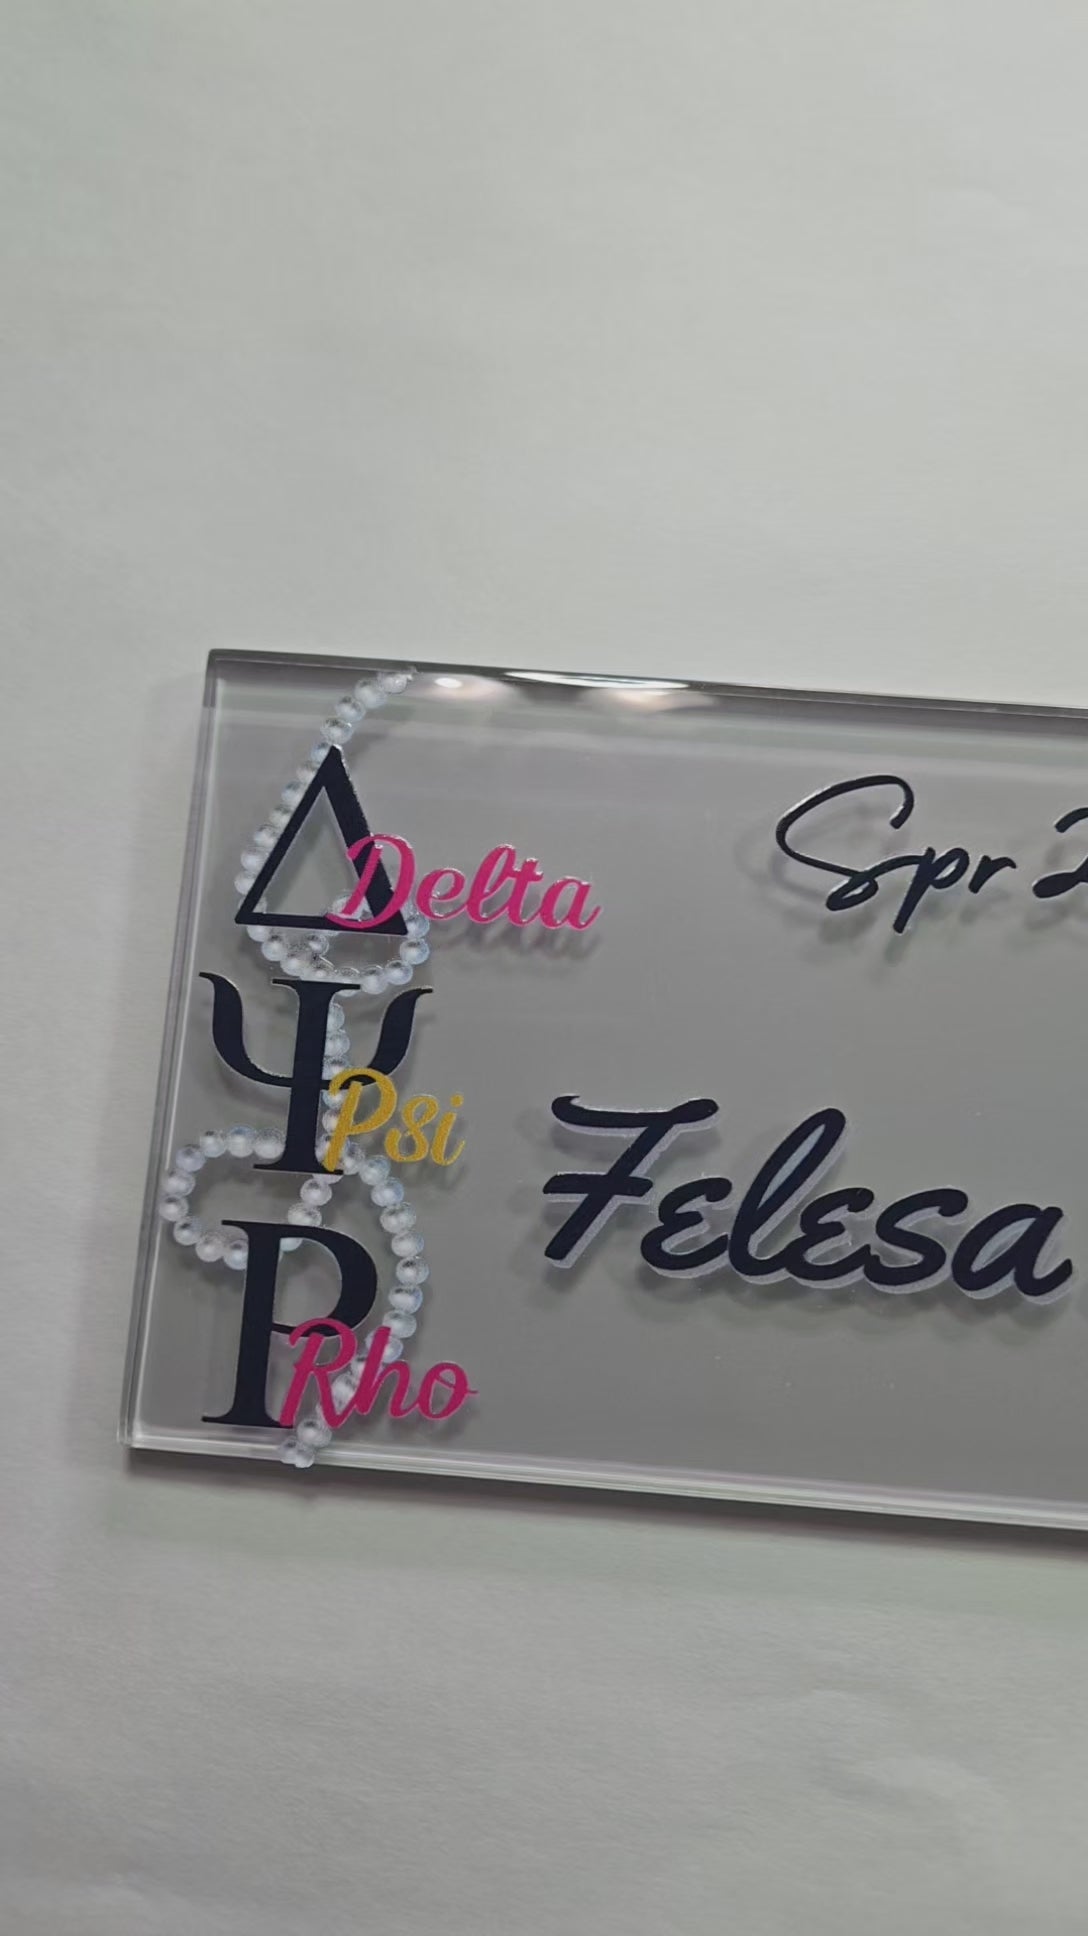 Δ Delta
Ψ Psi
Ρ Rho
Spr 2
Felesa